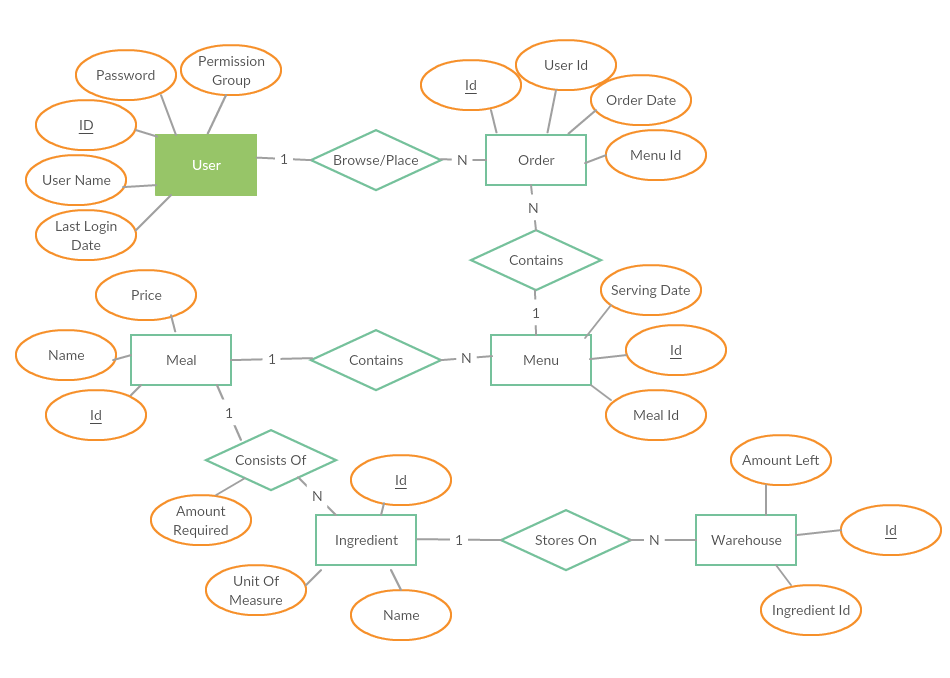 Permission
Group
Password
User Id
Id
Order Date
ID
User
1
Browse/Place
N
Order
Menu Id
User Name
Last Login
Date
N
Contains
Serving Date
Price
1
Name
Meal
1
Contains
N
Menu
Id
Id
1
Meal Id
Consists Of
Amount Left
Id
N
Amount
Required
Ingredient
1
Stores On
N
Warehouse
Id
Unit Of
Measure
Name
Ingredient Id